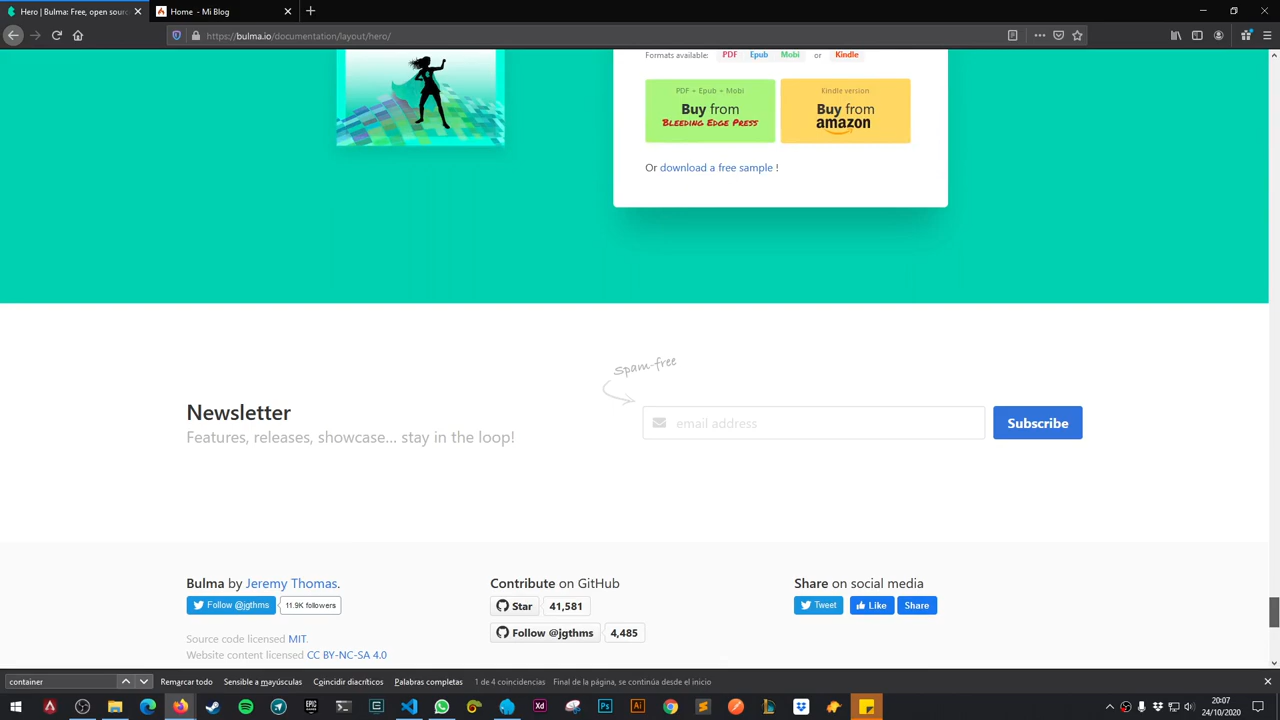 Hero | Bulma: Free, open sourc
Home - Mi Blog
https://bulma.io/documentation/layout/hero/
Formats available: PDF Epub Mobi or Kindle
PDF + Epub + Mobi
Buy from
BLEEDING EDGE PRESS
Kindle version
Buy from
amazon
Or download a free sample !
Spam-free
Newsletter
Features, releases, showcase... stay in the loop!
email address
Subscribe
Bulma by Jeremy Thomas.
Follow @jgthms
11.9K followers
Source code licensed MIT.
Website content licensed CC BY-NC-SA 4.0
Contribute on GitHub
Star 41,581
Follow @jgthms 4,485
Share on social media
Tweet Like Share
container
Remarcar todo
Sensible a mayúsculas
Coincidir diacríticos
Palabras completas
1 de 4 coincidencias
Final de la página, se continúa desde el inicio
EPIC
Xd
Ps
Ai
20:07
24/10/2020